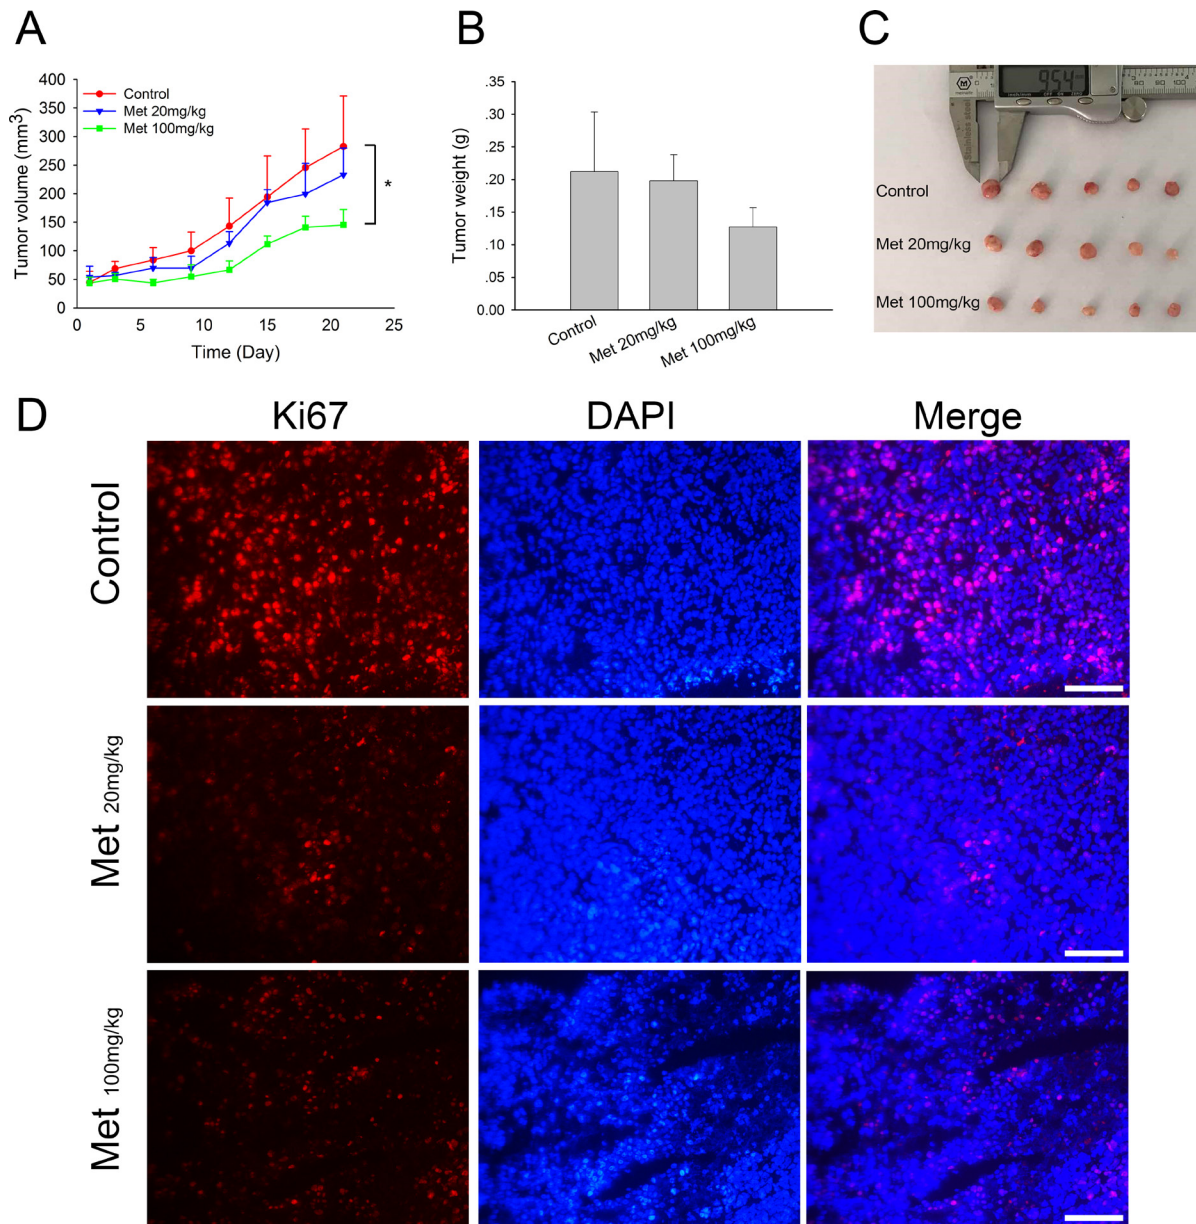 A
Tumor volume (mm³)
400
350
300
250
200
150
100
50
0
0
5
10
15
20
25
Time (Day)
Control
Met 20mg/kg
Met 100mg/kg
*
B
Tumor weight (g)
.35
.30
.25
.20
.15
.10
.05
.00
Control
Met 20mg/kg
Met 100mg/kg
C
954
Stainless steel
Control
Met 20mg/kg
Met 100mg/kg
D
Ki67
DAPI
Merge
Control
Met 20mg/kg
Met 100mg/kg